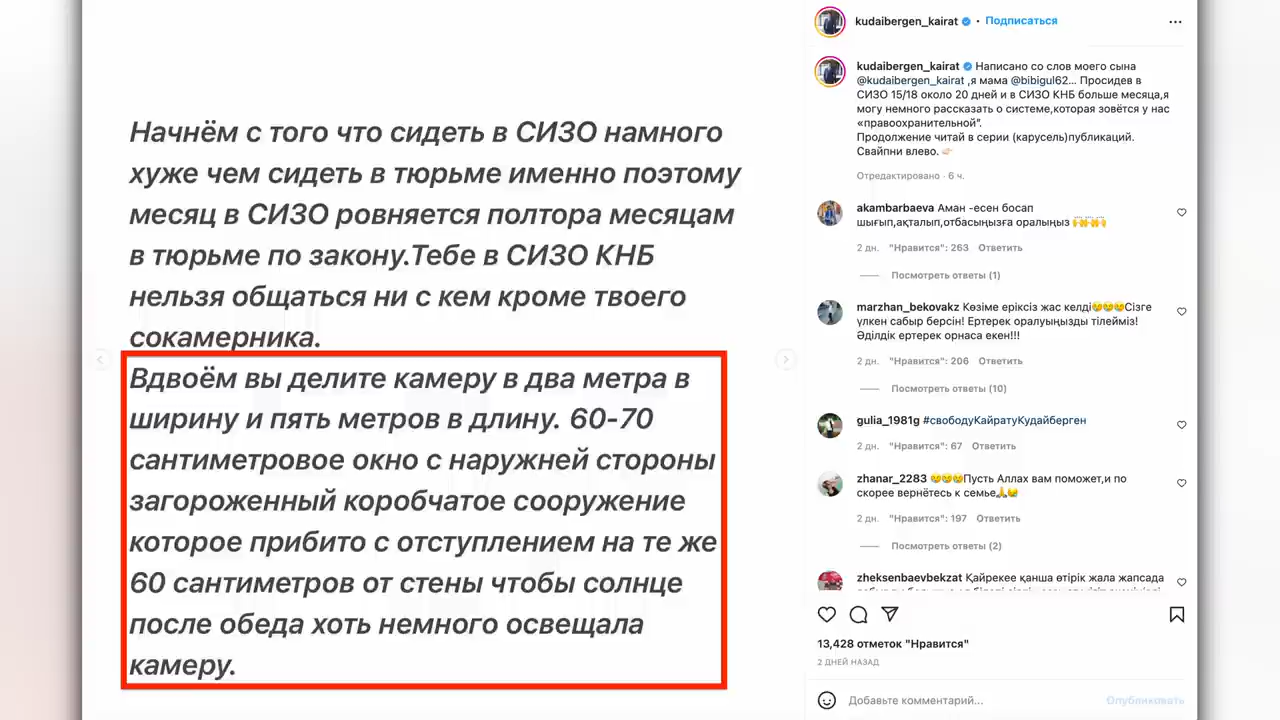 Начнём с того что сидеть в СИЗО намного
хуже чем сидеть в тюрьме именно поэтому
месяц в СИЗО ровняется полтора месяцам
в тюрьме по закону.Тебе в СИЗО КНБ
нельзя общаться ни с кем кроме твоего
сокамерника.
Вдвоём вы делите камеру в два метра в
ширину и пять метров в длину. 60-70
сантиметровое окно с наружней стороны
загороженный коробчатое сооружение
которое прибито с отступлением на те же
60 сантиметров от стены чтобы солнце
после обеда хоть немного освещала
камеру.
kudaibergen_kairat • Подписаться
kudaibergen_kairat Написано со слов моего сына
@kudaibergen_kairat ,я мама @bibigul62... Просидев в
СИЗО 15/18 около 20 дней и в СИЗО КНБ больше месяца,я
могу немного рассказать о системе,которая зовётся у нас
«правоохранительной".
Продолжение читай в серии (карусель)публикаций.
Свайпни влево. 👉🏻
Отредактировано · 6 ч.
akambarbaeva Аман -есен босап
шығып,ақталып,отбасыңызға оралыңыз 🙌🙌🙌
2 дн. "Нравится": 263 Ответить
Посмотреть ответы (1)
marzhan_bekovakz Көзіме еріксіз жас келді😢😢😢Сізге
үлкен сабыр берсін! Ертерек оралуыңызды тілейміз!
Әділдік ертерек орнаса екен!!!
2 дн. "Нравится": 206 Ответить
Посмотреть ответы (10)
gulia_1981g #свободуКайратуКудайберген
2 дн. "Нравится": 67 Ответить
zhanar_2283 😢😢😢Пусть Аллах вам поможет,и по
скорее вернётесь к семье🙏😭
2 дн. "Нравится": 197 Ответить
Посмотреть ответы (2)
zheksenbaevbekzat Қайрекее қанша өтірік жала жапсада
13,428 отметок "Нравится"
2 ДНЕЙ НАЗАД
Добавьте комментарий...
Опубликовать